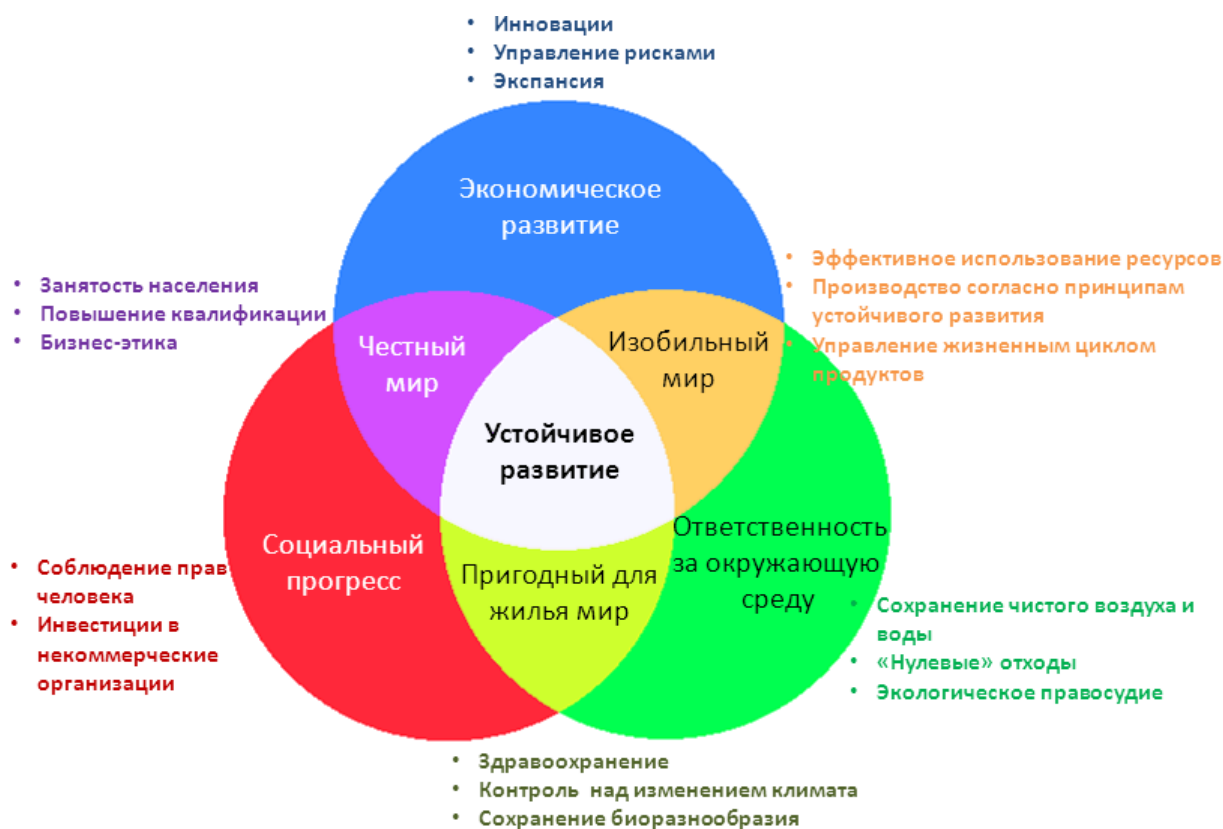 • Инновации
• Управление рисками
• Экспансия
Экономическое
развитие
• Занятость населения
• Повышение квалификации
• Бизнес-этика
• Эффективное использование ресурсов
• Производство согласно принципам
устойчивого развития
• Управление жизненным циклом
продуктов
Честный
мир
Изобильный
мир
Устойчивое
развитие
Социальный
прогресс
Пригодный для
жилья мир
Ответственность
за окружающую
среду
• Соблюдение прав
человека
• Инвестиции в
некоммерческие
организации
• Сохранение чистого воздуха и
воды
• «Нулевые» отходы
• Экологическое правосудие
• Здравоохранение
• Контроль над изменением климата
• Сохранение биоразнообразия